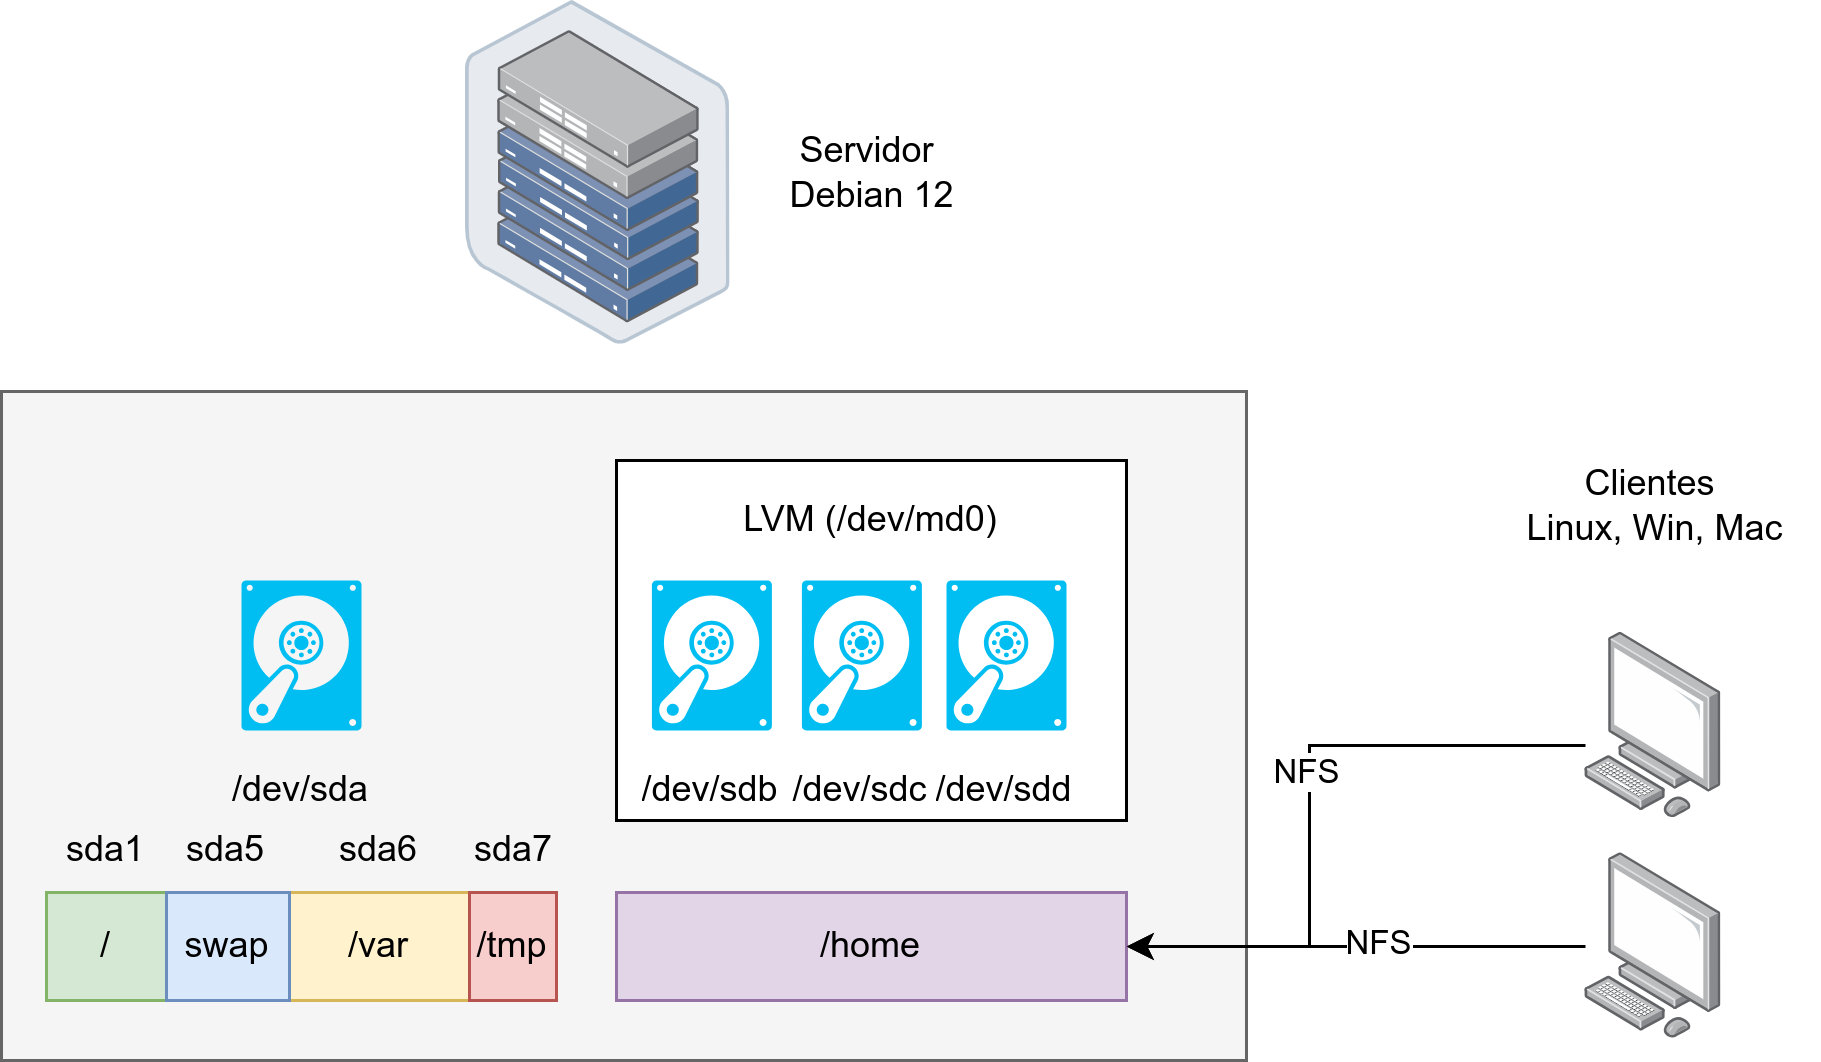 Servidor
Debian 12
LVM (/dev/md0)
Clientes
Linux, Win, Mac
/dev/sda
/dev/sdb
/dev/sdc
/dev/sdd
NFS
sda1
sda5
sda6
sda7
/
swap
/var
/tmp
/home
NFS